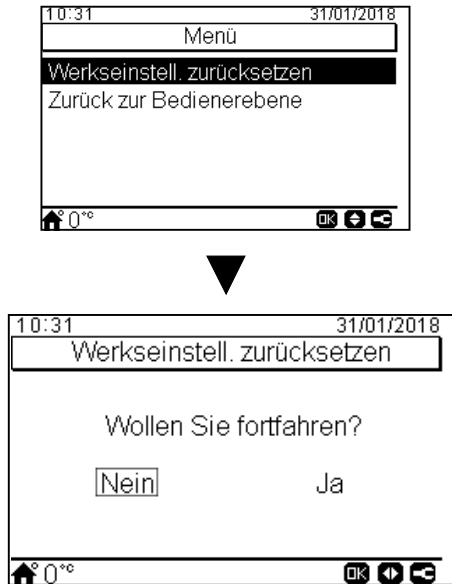 10:31 31/01/2018
Menü
Werkseinstell. zurücksetzen
Zurück zur Bedienerebene
0°C OK
10:31 31/01/2018
Werkseinstell. zurücksetzen
Wollen Sie fortfahren?
Nein Ja
0°C OK